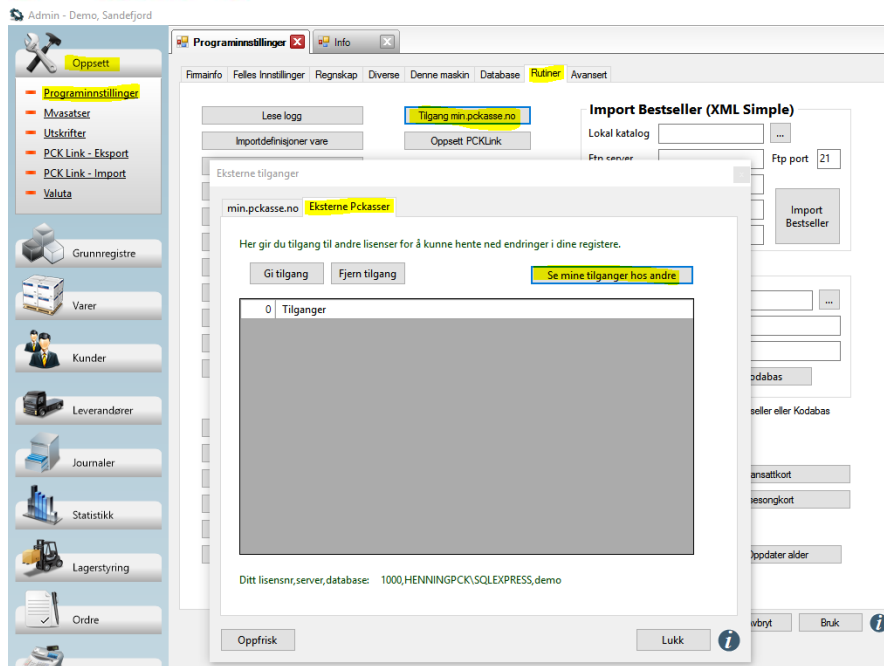 Admin - Demo, Sandefjord
Oppsett
Programinnstillinger
Mvasatser
Utskrifter
PCK Link - Eksport
PCK Link - Import
Valuta
Grunnregistre
Varer
Kunder
Leverandører
Journaler
Statistikk
Lagerstyring
Ordre
Programinnstillinger Info
Firmainfo Felles Innstillinger Regnskap Diverse Denne maskin Database Rutiner Avansert
Lese logg Tilgang min.pckasse.no
Importdefinisjoner vare Oppsett PCKLink
Import Bestseller (XML Simple)
Lokal katalog ...
Ftp server Ftp port 21
Import
Bestseller
...
odabas
seller eller Kodabas
ansattkort
esongkort
Oppdater alder
vbryt Bruk
Eksterne tilganger
min.pckasse.no Eksterne Pckasser
Her gir du tilgang til andre lisenser for å kunne hente ned endringer i dine registere.
Gi tilgang Fjern tilgang Se mine tilganger hos andre
0 Tilganger
Ditt lisensnr,server,database: 1000,HENNINGPCK\SQLEXPRESS,demo
Oppfrisk Lukk